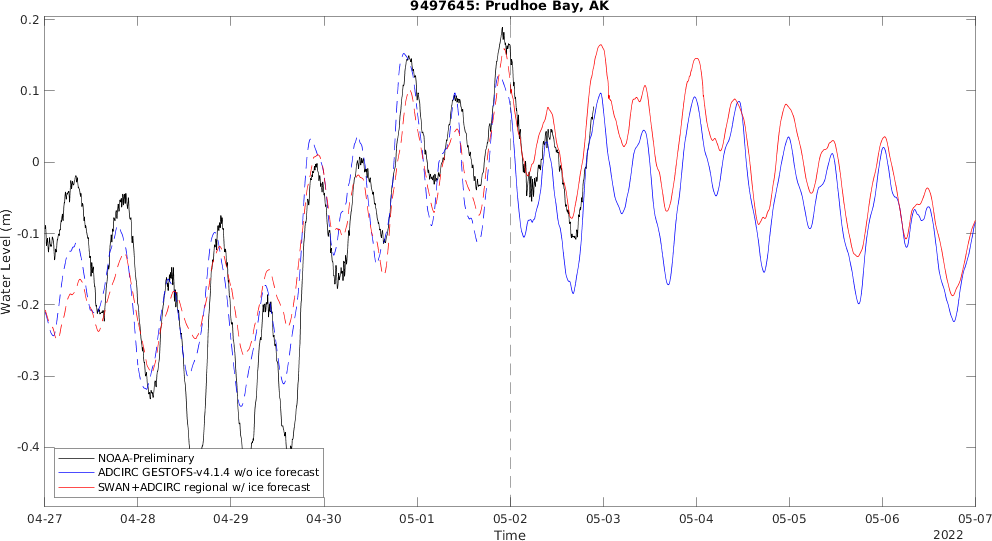 9497645: Prudhoe Bay, AK
0.2
0.1
0
-0.1
-0.2
-0.3
-0.4
Water Level (m)
NOAA-Preliminary
ADCIRC GESTOFS-v4.1.4 w/o ice forecast
SWAN+ADCIRC regional w/ ice forecast
04-27 04-28 04-29 04-30 05-01 05-02 05-03 05-04 05-05 05-06 05-07
Time
2022